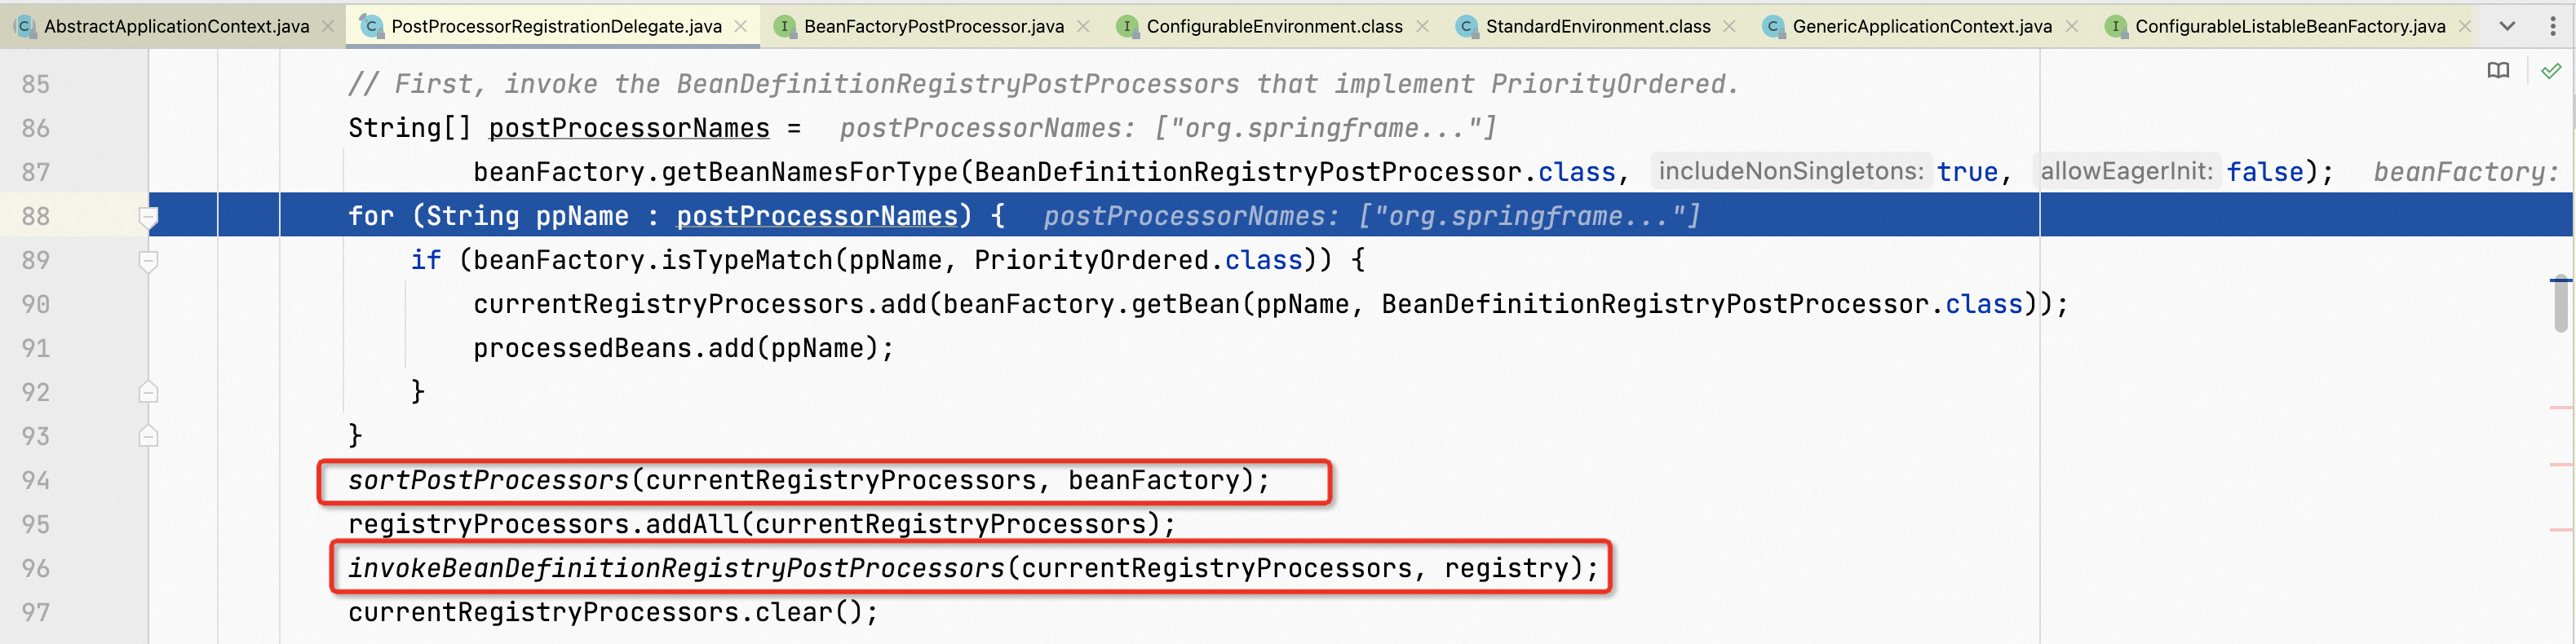 AbstractApplicationContext.java PostProcessorRegistrationDelegate.java BeanFactoryPostProcessor.java ConfigurableEnvironment.class StandardEnvironment.class GenericApplicationContext.java ConfigurableListableBeanFactory.java
85 // First, invoke the BeanDefinitionRegistryPostProcessors that implement PriorityOrdered.
86 String[] postProcessorNames = postProcessorNames: ["org.springframe..."]
87 beanFactory.getBeanNamesForType(BeanDefinitionRegistryPostProcessor.class, includeNonSingletons: true, allowEagerInit: false); beanFactory:
88 for (String ppName : postProcessorNames) { postProcessorNames: ["org.springframe..."]
89 if (beanFactory.isTypeMatch(ppName, PriorityOrdered.class)) {
90 currentRegistryProcessors.add(beanFactory.getBean(ppName, BeanDefinitionRegistryPostProcessor.class));
91 processedBeans.add(ppName);
92 }
93 }
94 sortPostProcessors(currentRegistryProcessors, beanFactory);
95 registryProcessors.addAll(currentRegistryProcessors);
96 invokeBeanDefinitionRegistryPostProcessors(currentRegistryProcessors, registry);
97 currentRegistryProcessors.clear();